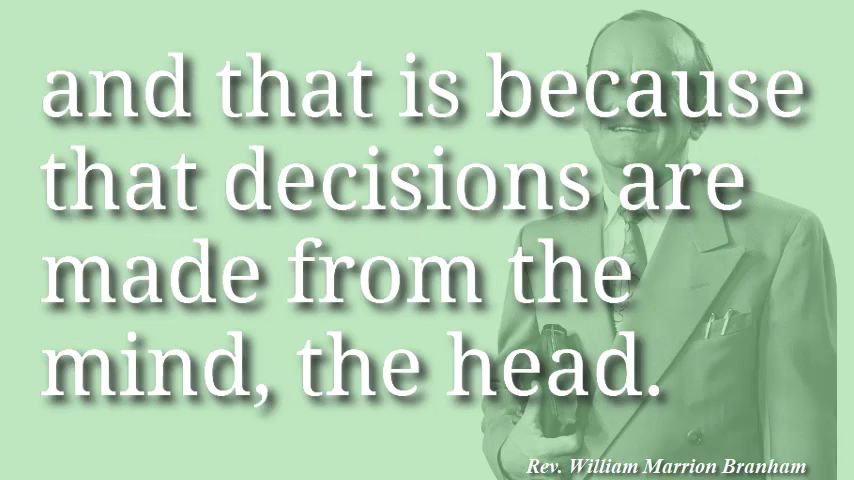 and that is because
that decisions are
made from the
mind, the head.
Rev. William Marrion Branham